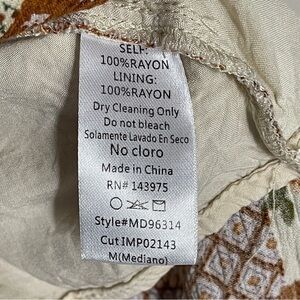 SELF:
100%RAYON
LINING:
100%RAYON
Dry Cleaning Only
Do not bleach
Solamente Lavado En Seco
No cloro
Made in China
RN# 143975
Style#MD96314
Cut IMP02143
M(Mediano)